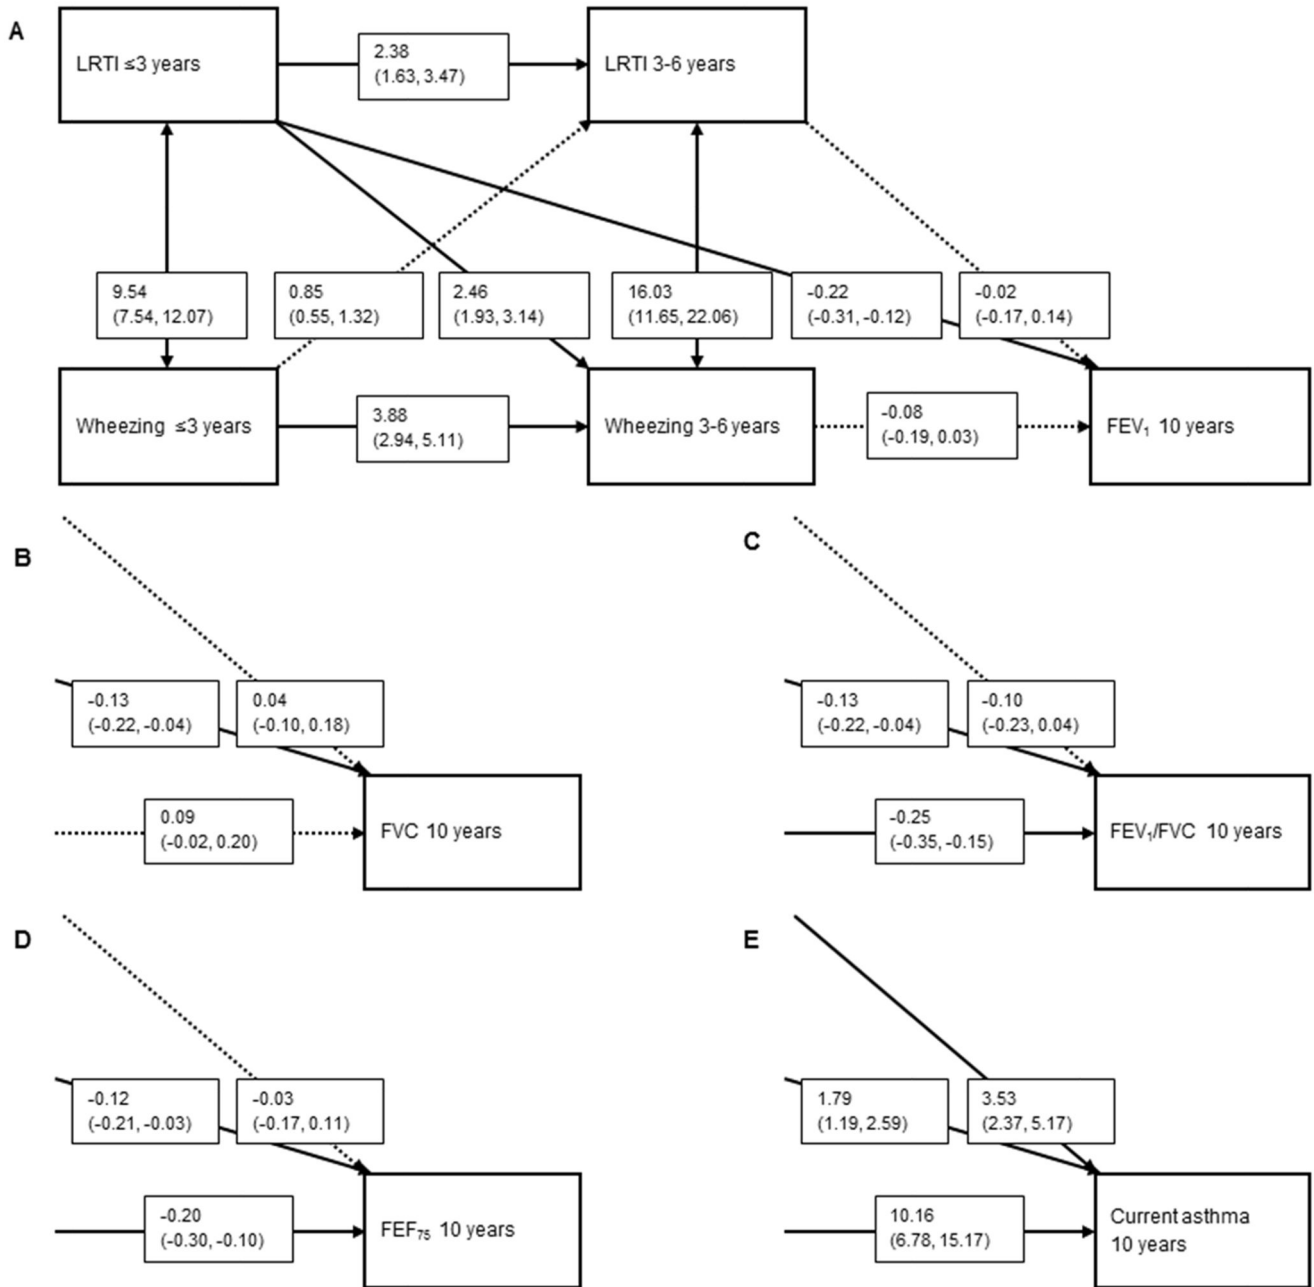 A
LRTI ≤3 years
2.38
(1.63, 3.47)
LRTI 3-6 years
9.54
(7.54, 12.07)
0.85
(0.55, 1.32)
2.46
(1.93, 3.14)
16.03
(11.65, 22.06)
-0.22
(-0.31, -0.12)
-0.02
(-0.17, 0.14)
Wheezing ≤3 years
3.88
(2.94, 5.11)
Wheezing 3-6 years
-0.08
(-0.19, 0.03)
FEV₁ 10 years
B
-0.13
(-0.22, -0.04)
0.04
(-0.10, 0.18)
0.09
(-0.02, 0.20)
FVC 10 years
C
-0.13
(-0.22, -0.04)
-0.10
(-0.23, 0.04)
-0.25
(-0.35, -0.15)
FEV₁/FVC 10 years
D
-0.12
(-0.21, -0.03)
-0.03
(-0.17, 0.11)
-0.20
(-0.30, -0.10)
FEF₇₅ 10 years
E
1.79
(1.19, 2.59)
3.53
(2.37, 5.17)
10.16
(6.78, 15.17)
Current asthma
10 years